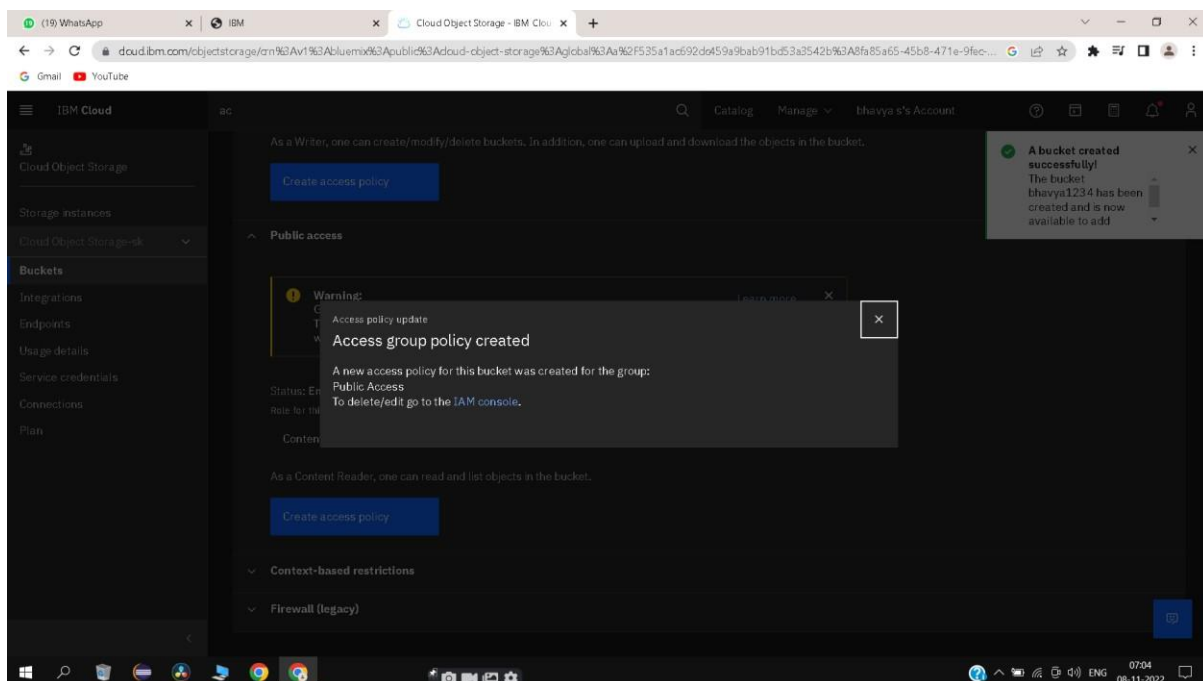 (19) WhatsApp
IBM
Cloud Object Storage - IBM Clou
cloud.ibm.com/objectstorage/crn%3Av1%3Abluemix%3Apublic%3Acloud-object-storage%3Aglobal%3Aa%2F535a1ac692dc459a9bab91bd53a3542b%3A8fa85a65-45b8-471e-9fec-...
Gmail
YouTube
IBM Cloud
ac
Catalog
Manage
bhavya s's Account
Cloud Object Storage
Storage instances
Cloud Object Storage-sk
Buckets
Integrations
Endpoints
Usage details
Service credentials
Connections
Plan
As a Writer, one can create/modify/delete buckets. In addition, one can upload and download the objects in the bucket.
Create access policy
A bucket created
successfully!
The bucket
bhavya1234 has been
created and is now
available to add
Public access
Warning:
Learn more
Access policy update
Access group policy created
A new access policy for this bucket was created for the group:
Public Access
To delete/edit go to the IAM console.
Status: En
Role for thi
Conten
As a Content Reader, one can read and list objects in the bucket.
Create access policy
Context-based restrictions
Firewall (legacy)
ENG
07:04
08-11-2022